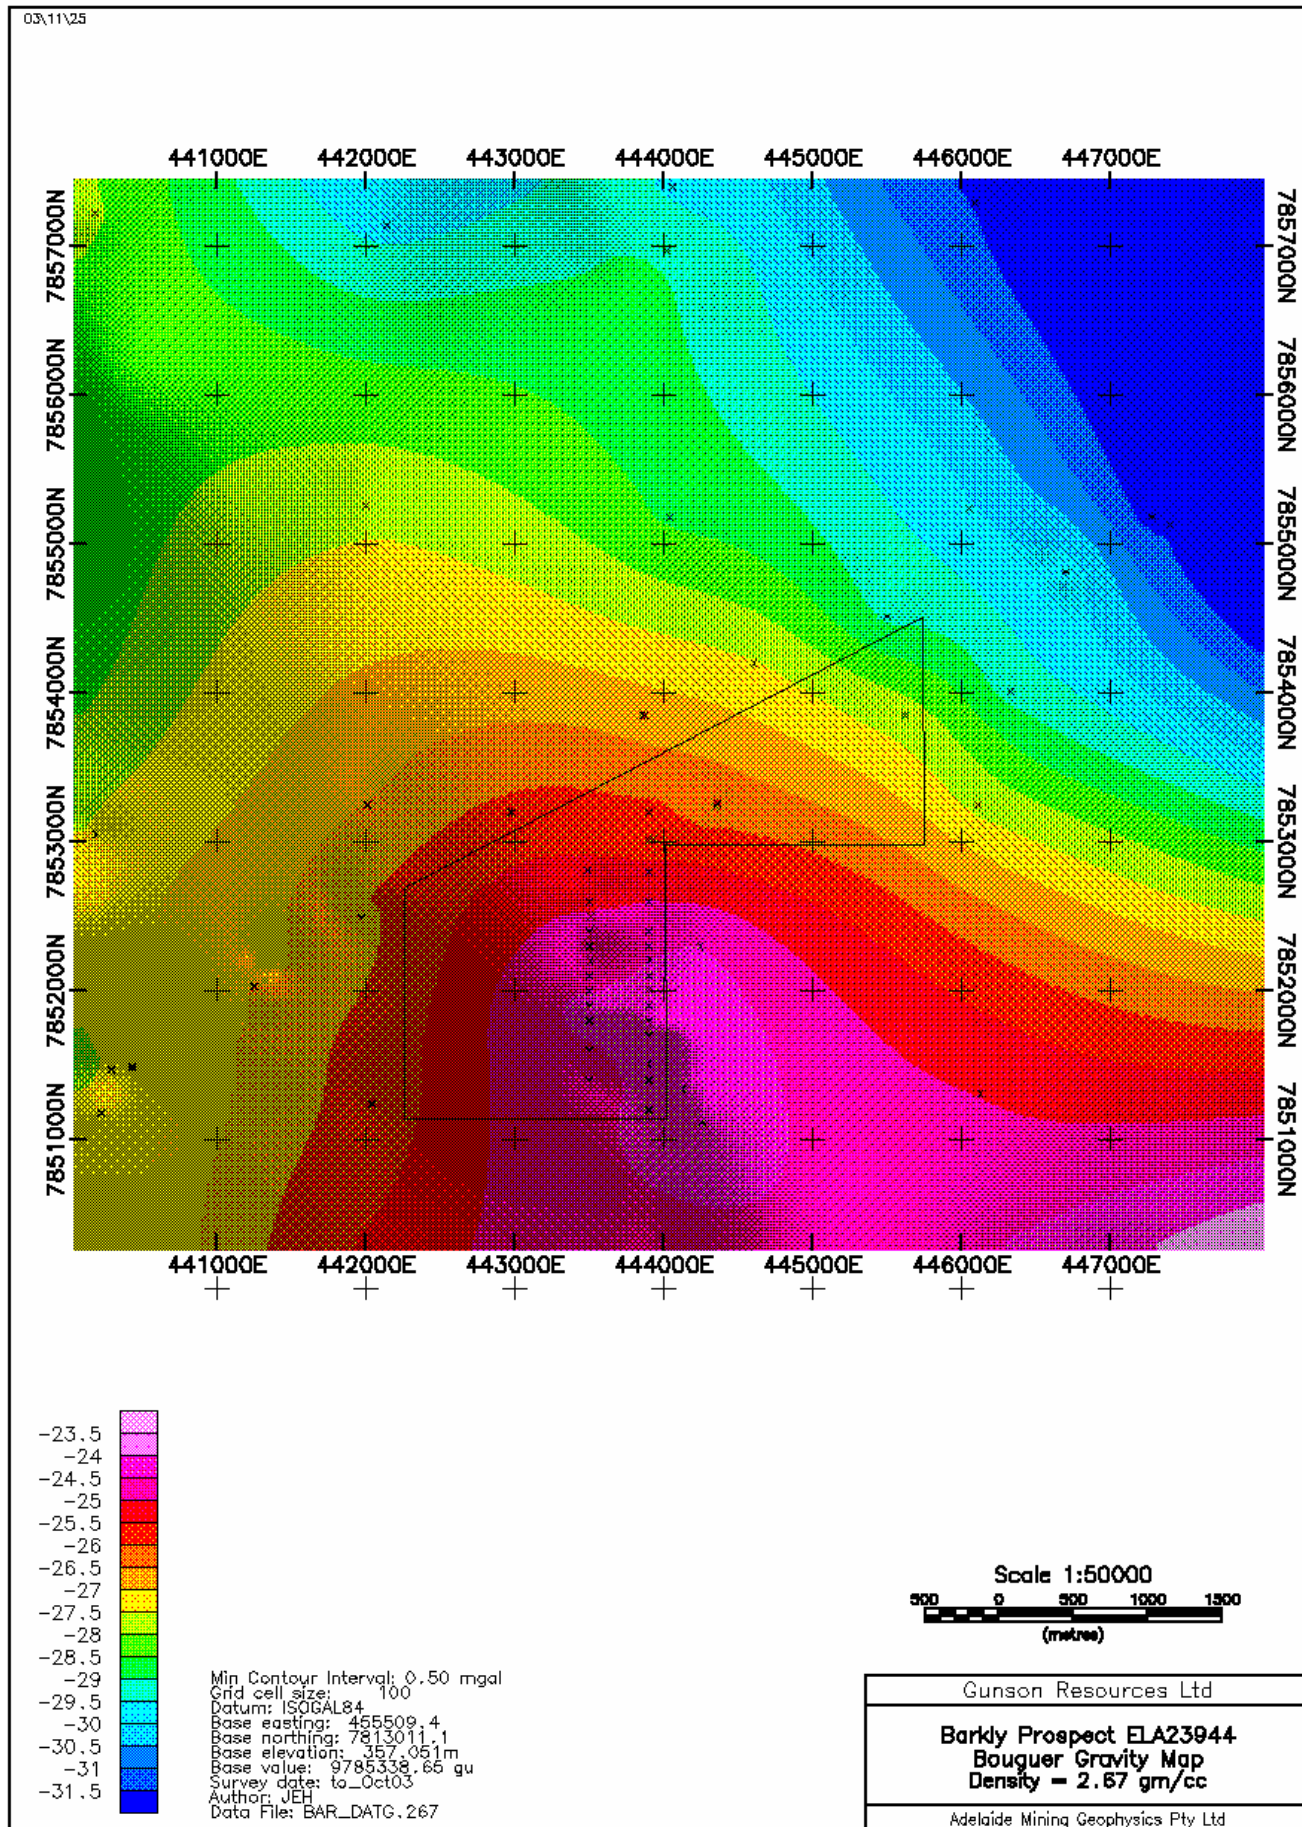 03\11\25
441000E 442000E 443000E 444000E 445000E 446000E 447000E
7857000N 7857000N
7856000N 7856000N
7855000N 7855000N
7854000N 7854000N
7853000N 7853000N
7852000N 7852000N
7851000N 7851000N
441000E 442000E 443000E 444000E 445000E 446000E 447000E
-23.5
-24
-24.5
-25
-25.5
-26
-26.5
-27
-27.5
-28
-28.5
-29
-29.5
-30
-30.5
-31
-31.5
Min Contour Interval: 0.50 mgal
Grid cell size: 100
Datum: ISOGAL84
Base easting: 455509.4
Base northing: 7813011.1
Base elevation: 357.051m
Base value: 9785338.65 gu
Survey date: to_Oct03
Author: JEH
Data File: BAR_DATG.267
Scale 1:50000
500 0 500 1000 1500
(metres)
Gunson Resources Ltd
Barkly Prospect ELA23944
Bouguer Gravity Map
Density = 2.67 gm/cc
Adelaide Mining Geophysics Pty Ltd